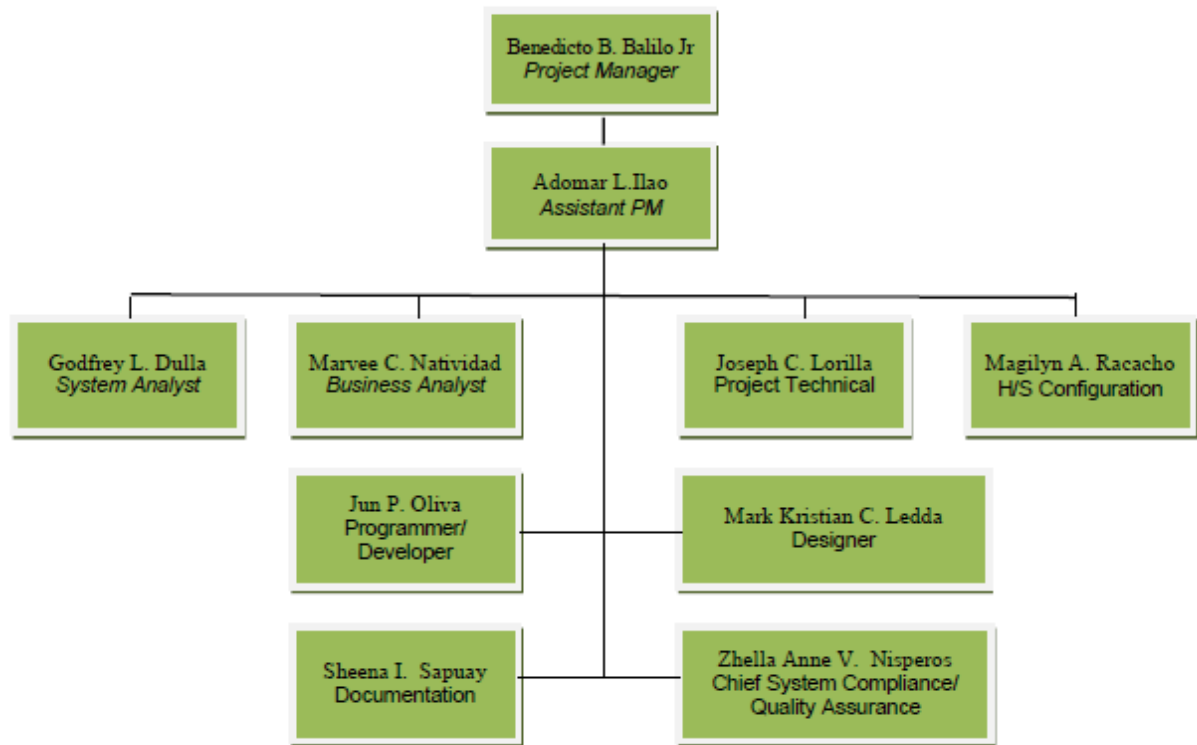 Benedicto B. Balilo Jr
Project Manager
Adomar L.Ilao
Assistant PM
Godfrey L. Dulla
System Analyst
Marvee C. Natividad
Business Analyst
Joseph C. Lorilla
Project Technical
Magilyn A. Racacho
H/S Configuration
Jun P. Oliva
Programmer/
Developer
Mark Kristian C. Ledda
Designer
Sheena I. Sapuay
Documentation
Zhella Anne V. Nisperos
Chief System Compliance/
Quality Assurance